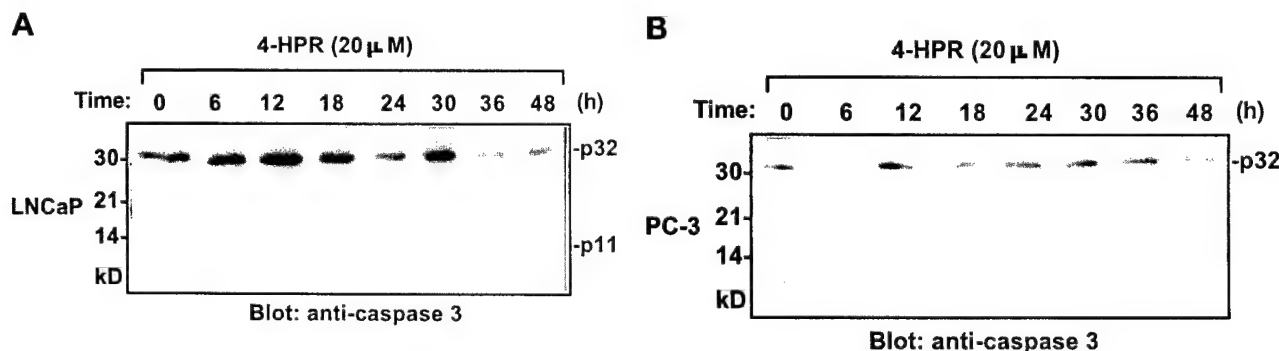 A
4-HPR (20 μM)
Time: 0 6 12 18 24 30 36 48 (h)
30- -p32
21-
LNCaP
14- -p11
kD
Blot: anti-caspase 3
B
4-HPR (20 μM)
Time: 0 6 12 18 24 30 36 48 (h)
30- -p32
21-
PC-3
14-
kD
Blot: anti-caspase 3